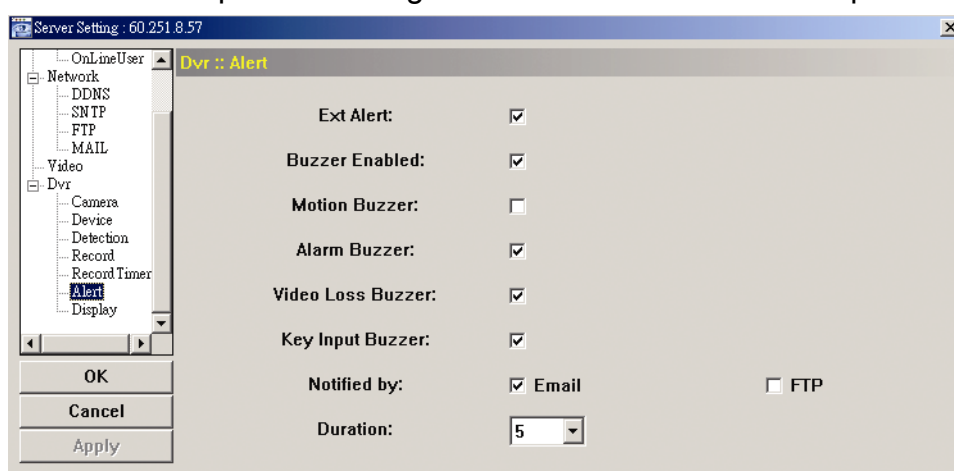 Server Setting : 60.251.8.57
OnLineUser
Network
DDNS
SNTP
FTP
MAIL
Video
Dvr
Camera
Device
Detection
Record
Record Timer
Alert
Display
OK
Cancel
Apply
Dvr :: Alert
Ext Alert:
Buzzer Enabled:
Motion Buzzer:
Alarm Buzzer:
Video Loss Buzzer:
Key Input Buzzer:
Notified by: Email FTP
Duration: 5